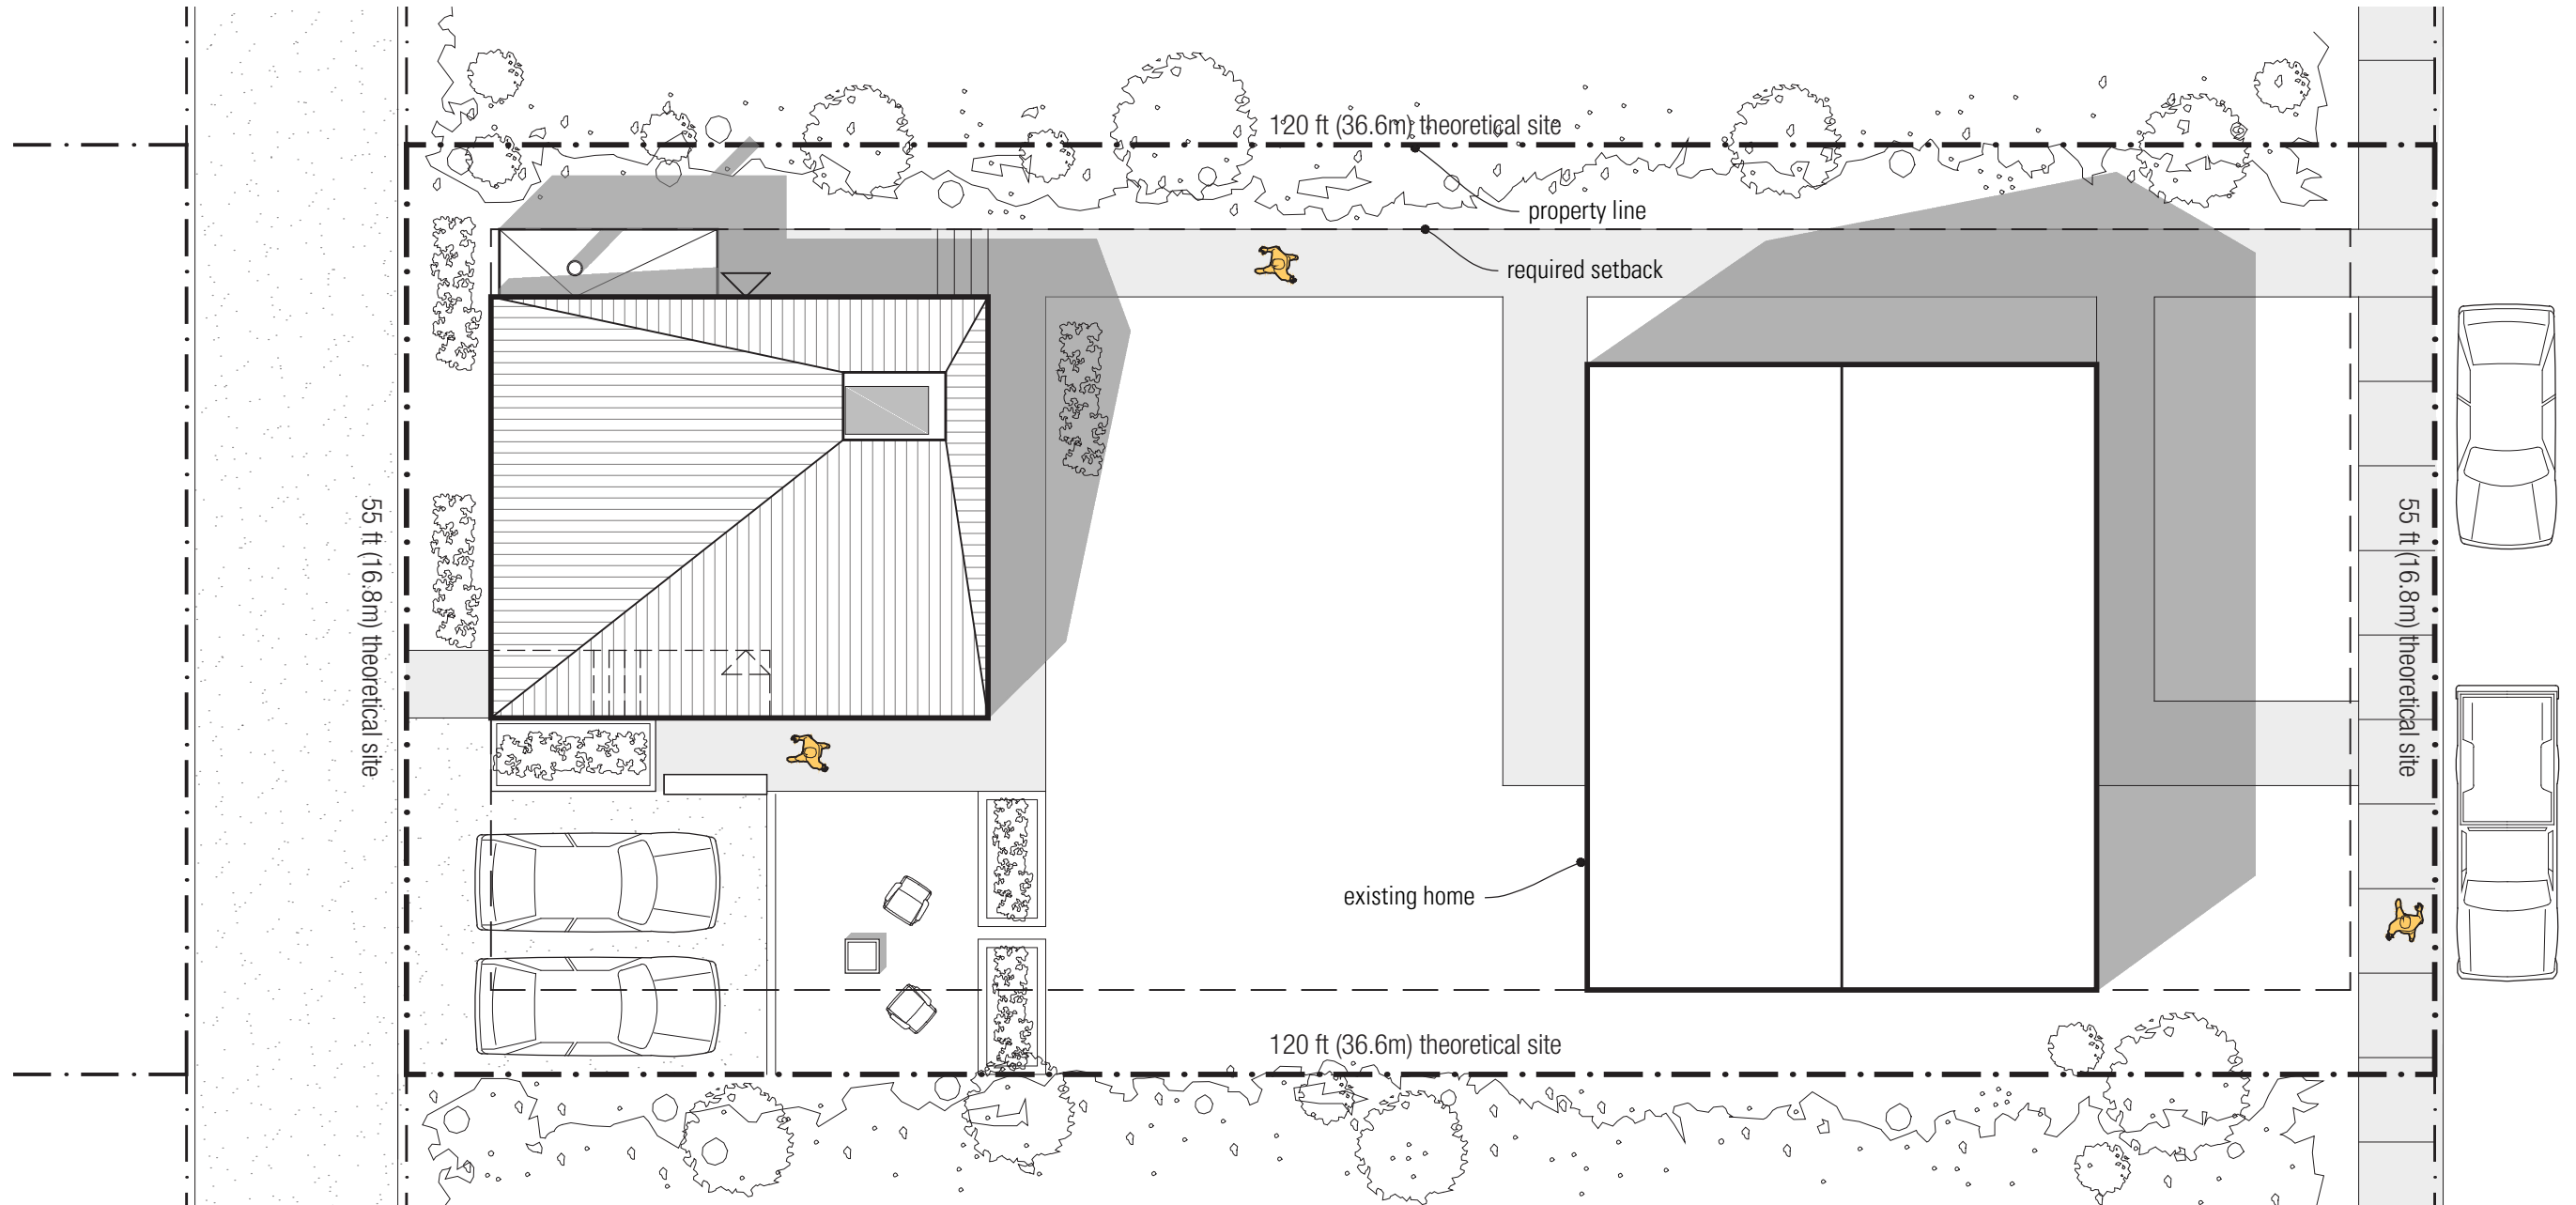 120 ft (36.6m) theoretical site
property line
required setback
55 ft (16.8m) theoretical site
55 ft (16.8m) theoretical site
existing home
120 ft (36.6m) theoretical site